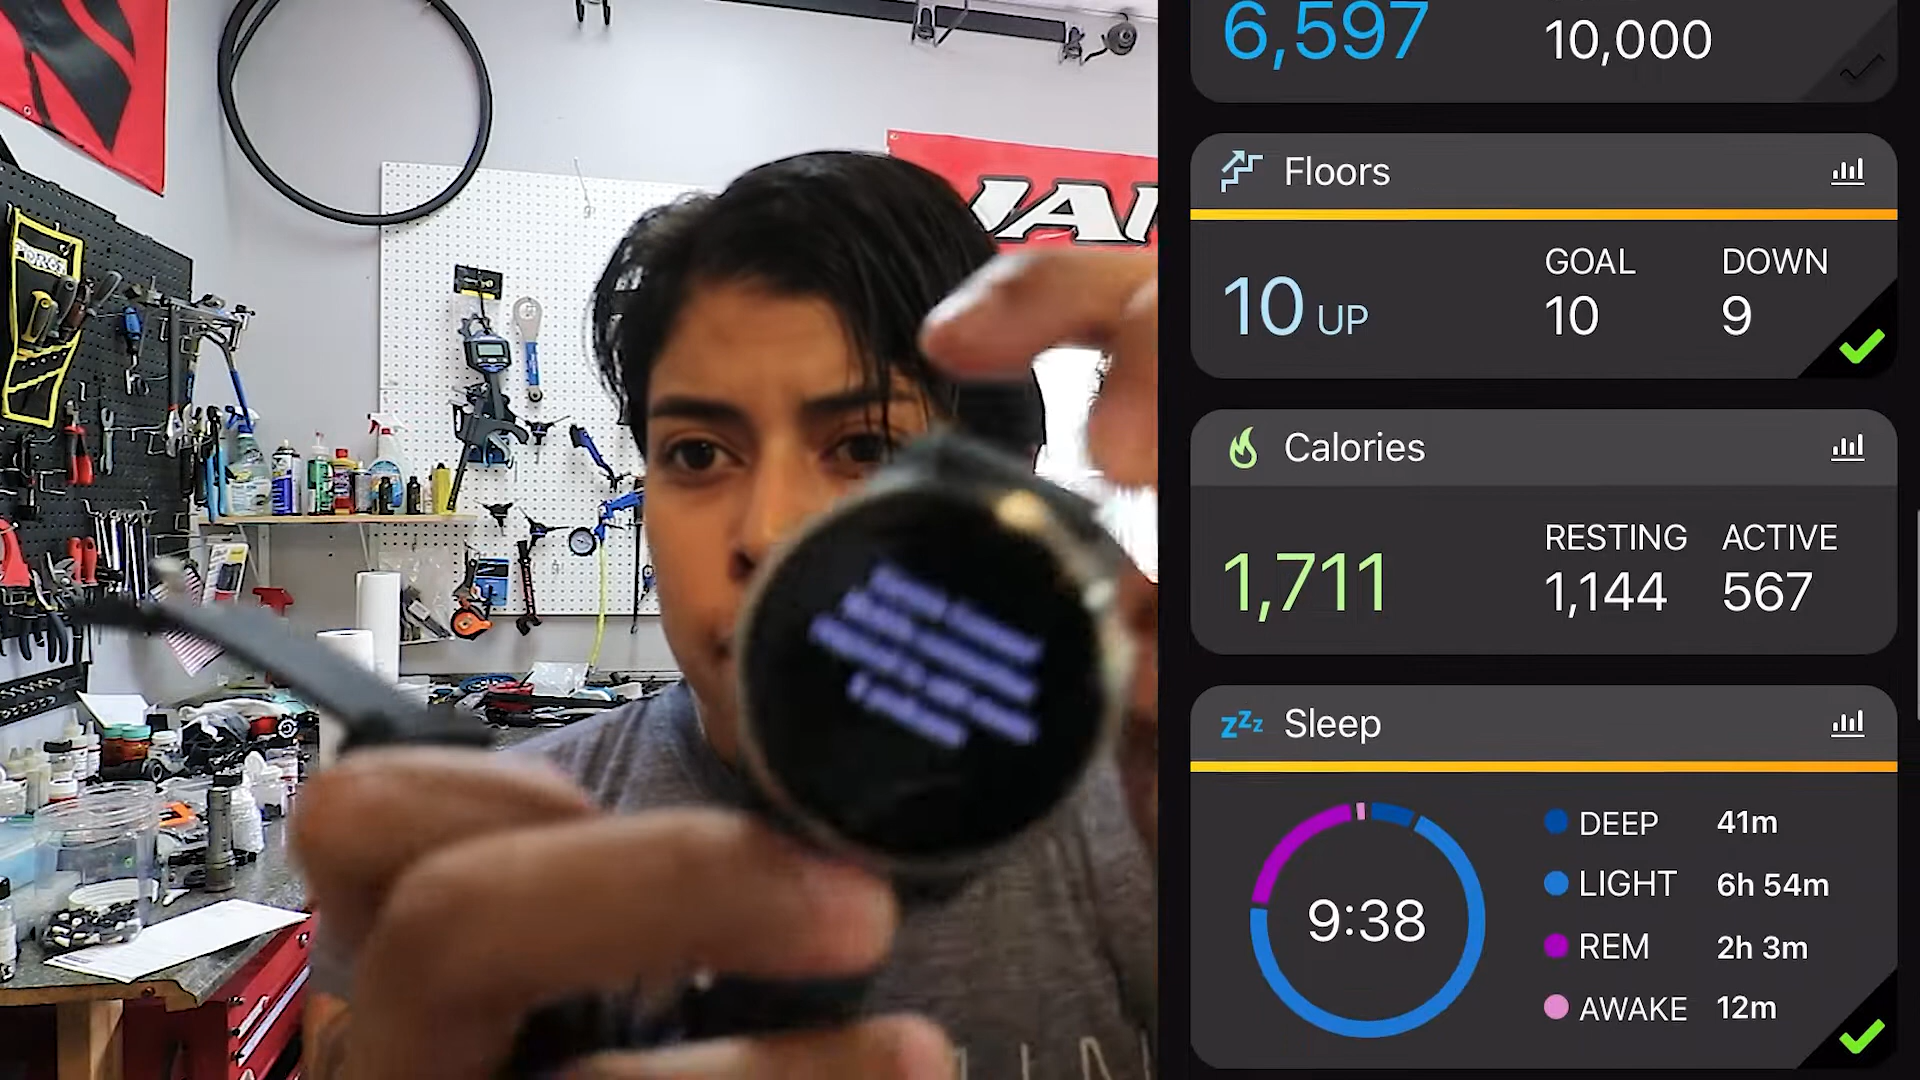 6,597
10,000
Floors
GOAL
DOWN
10 UP
10
9
Calories
RESTING
ACTIVE
1,711
1,144
567
zzz Sleep
9:38
DEEP 41m
LIGHT 6h 54m
REM 2h 3m
AWAKE 12m